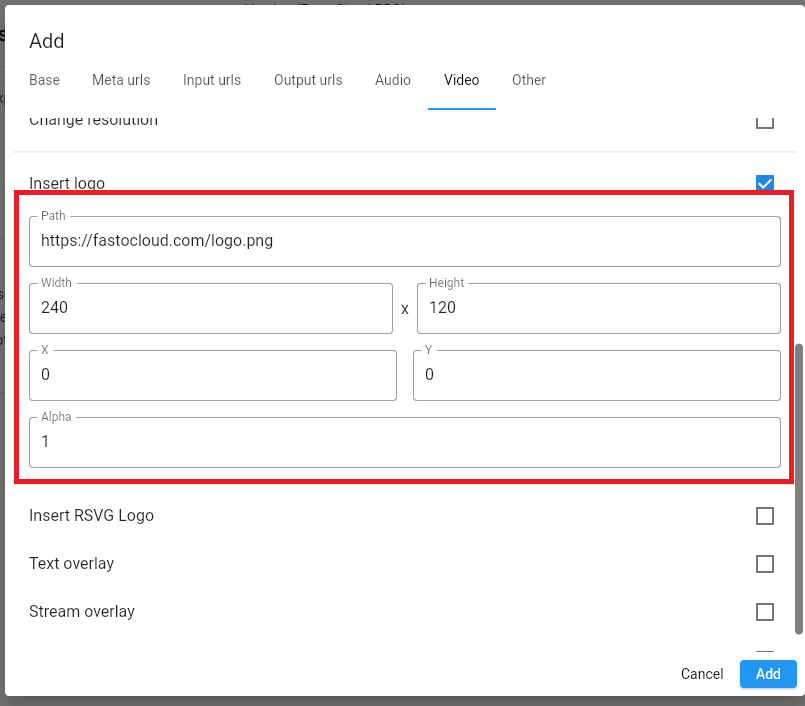 Add
Base Meta urls Input urls Output urls Audio Video Other
Change resolution
Insert logo
Path
https://fastocloud.com/logo.png
Width Height
240 x 120
X Y
0 0
Alpha
1
Insert RSVG Logo
Text overlay
Stream overlay
Cancel Add